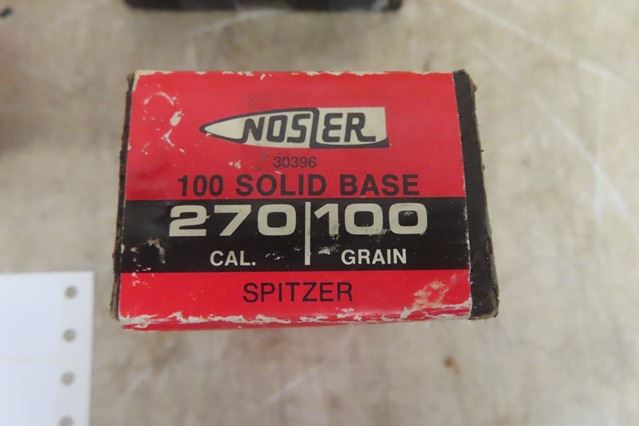 NOSLER
30396
100 SOLID BASE
270|100
CAL. GRAIN
SPITZER